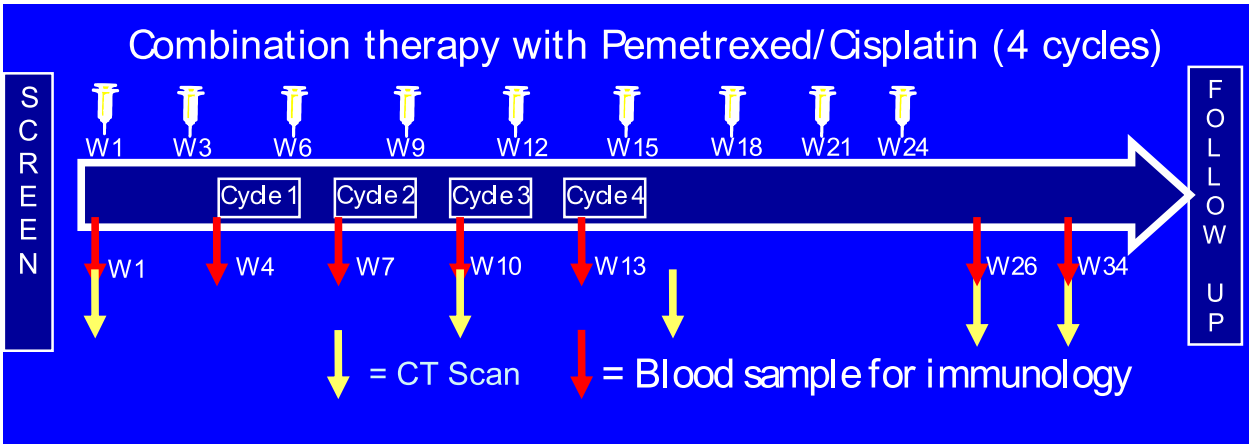 Combination therapy with Pemetrexed/Cisplatin (4 cycles)
SCREEN
FOLLOW UP
W1 W3 W6 W9 W12 W15 W18 W21 W24
Cycle 1 Cycle 2 Cycle 3 Cycle 4
W1 W4 W7 W10 W13 W26 W34
= CT Scan = Blood sample for immunology